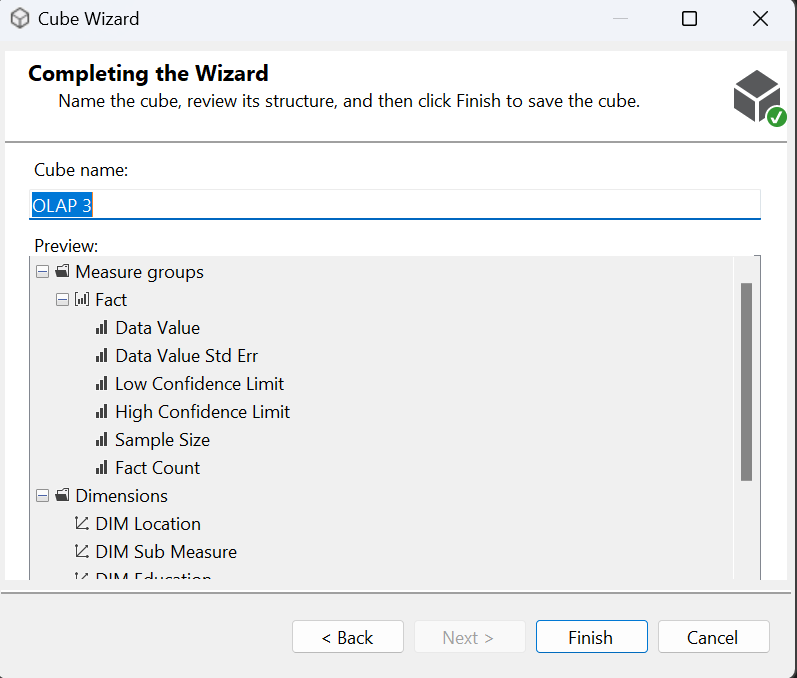 Cube Wizard
Completing the Wizard
Name the cube, review its structure, and then click Finish to save the cube.
Cube name:
OLAP 3
Preview:
Measure groups
Fact
Data Value
Data Value Std Err
Low Confidence Limit
High Confidence Limit
Sample Size
Fact Count
Dimensions
DIM Location
DIM Sub Measure
DIM Education
< Back Next > Finish Cancel